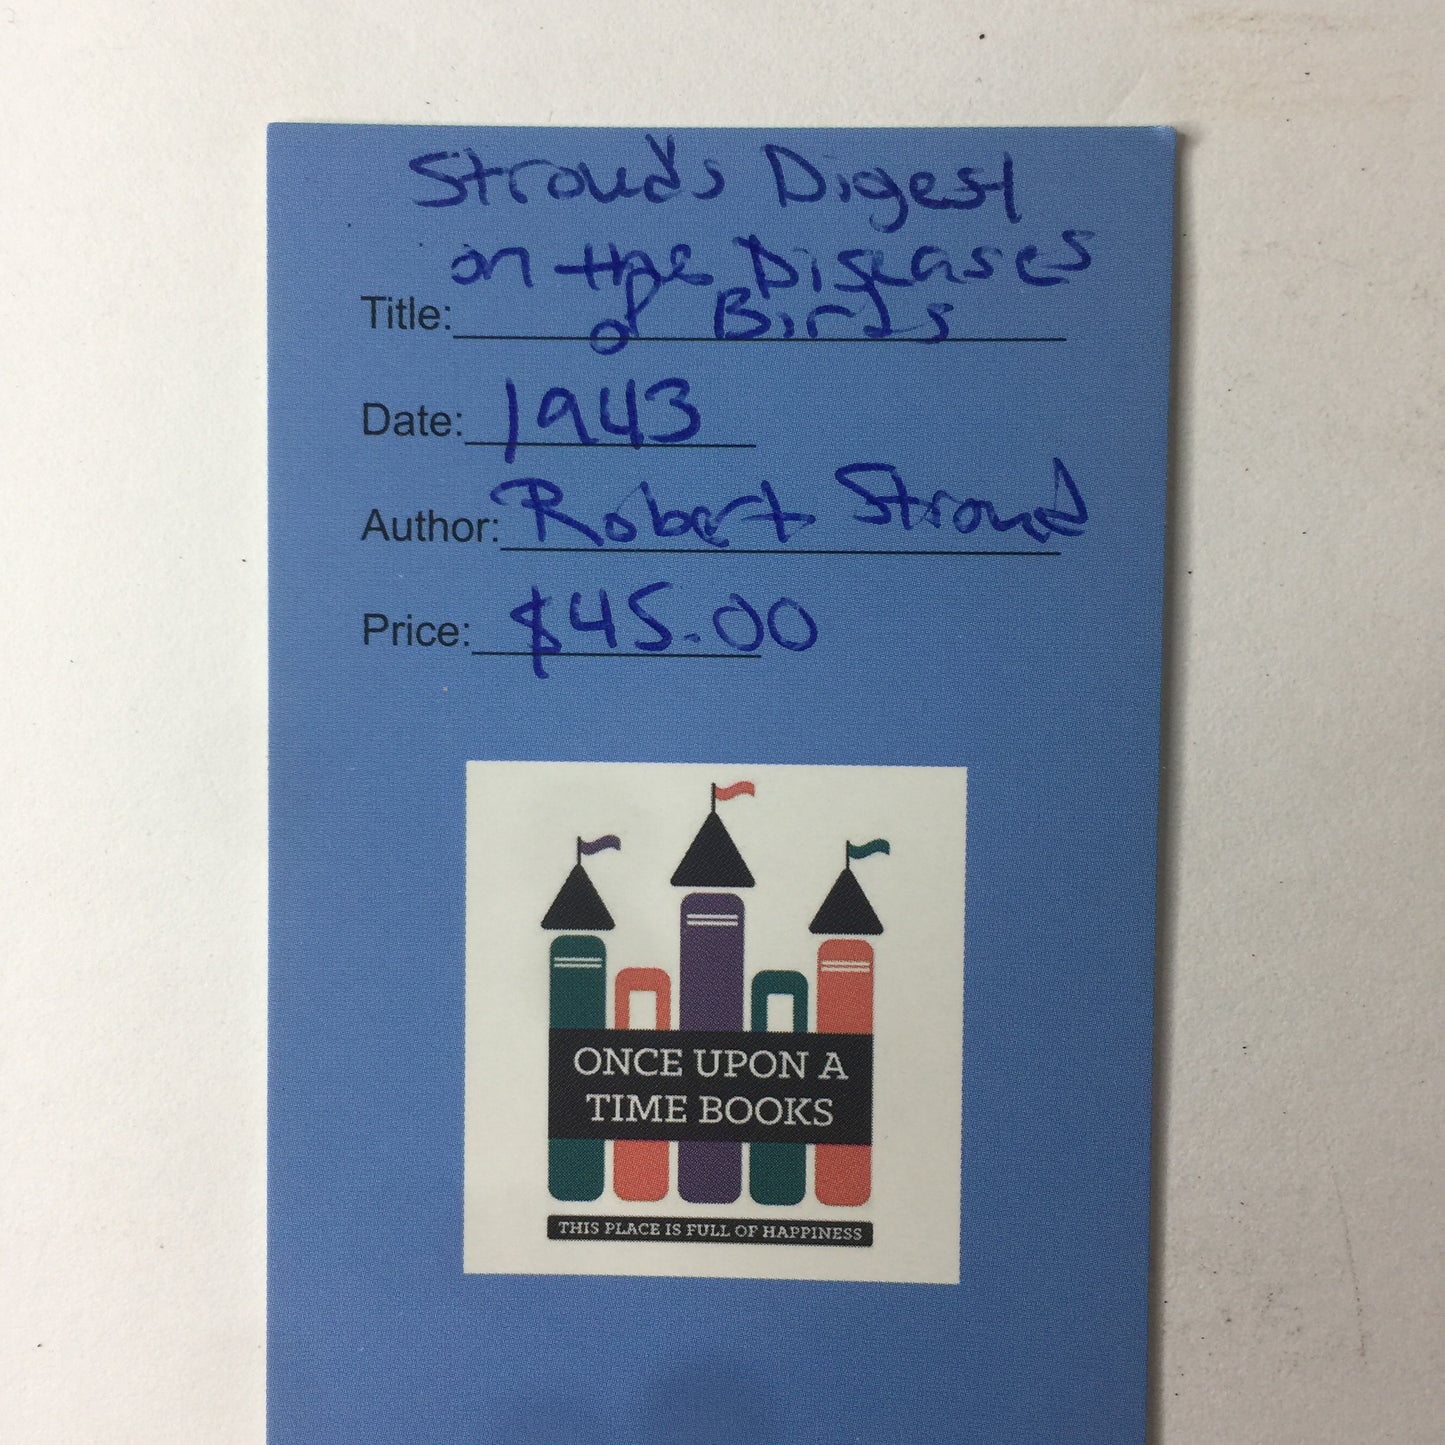 Stroud's Digest
on the Diseases
Title: of Birds
Date: 1943
Author: Robert Stroud
Price: $45.00
ONCE UPON A
TIME BOOKS
THIS PLACE IS FULL OF HAPPINESS